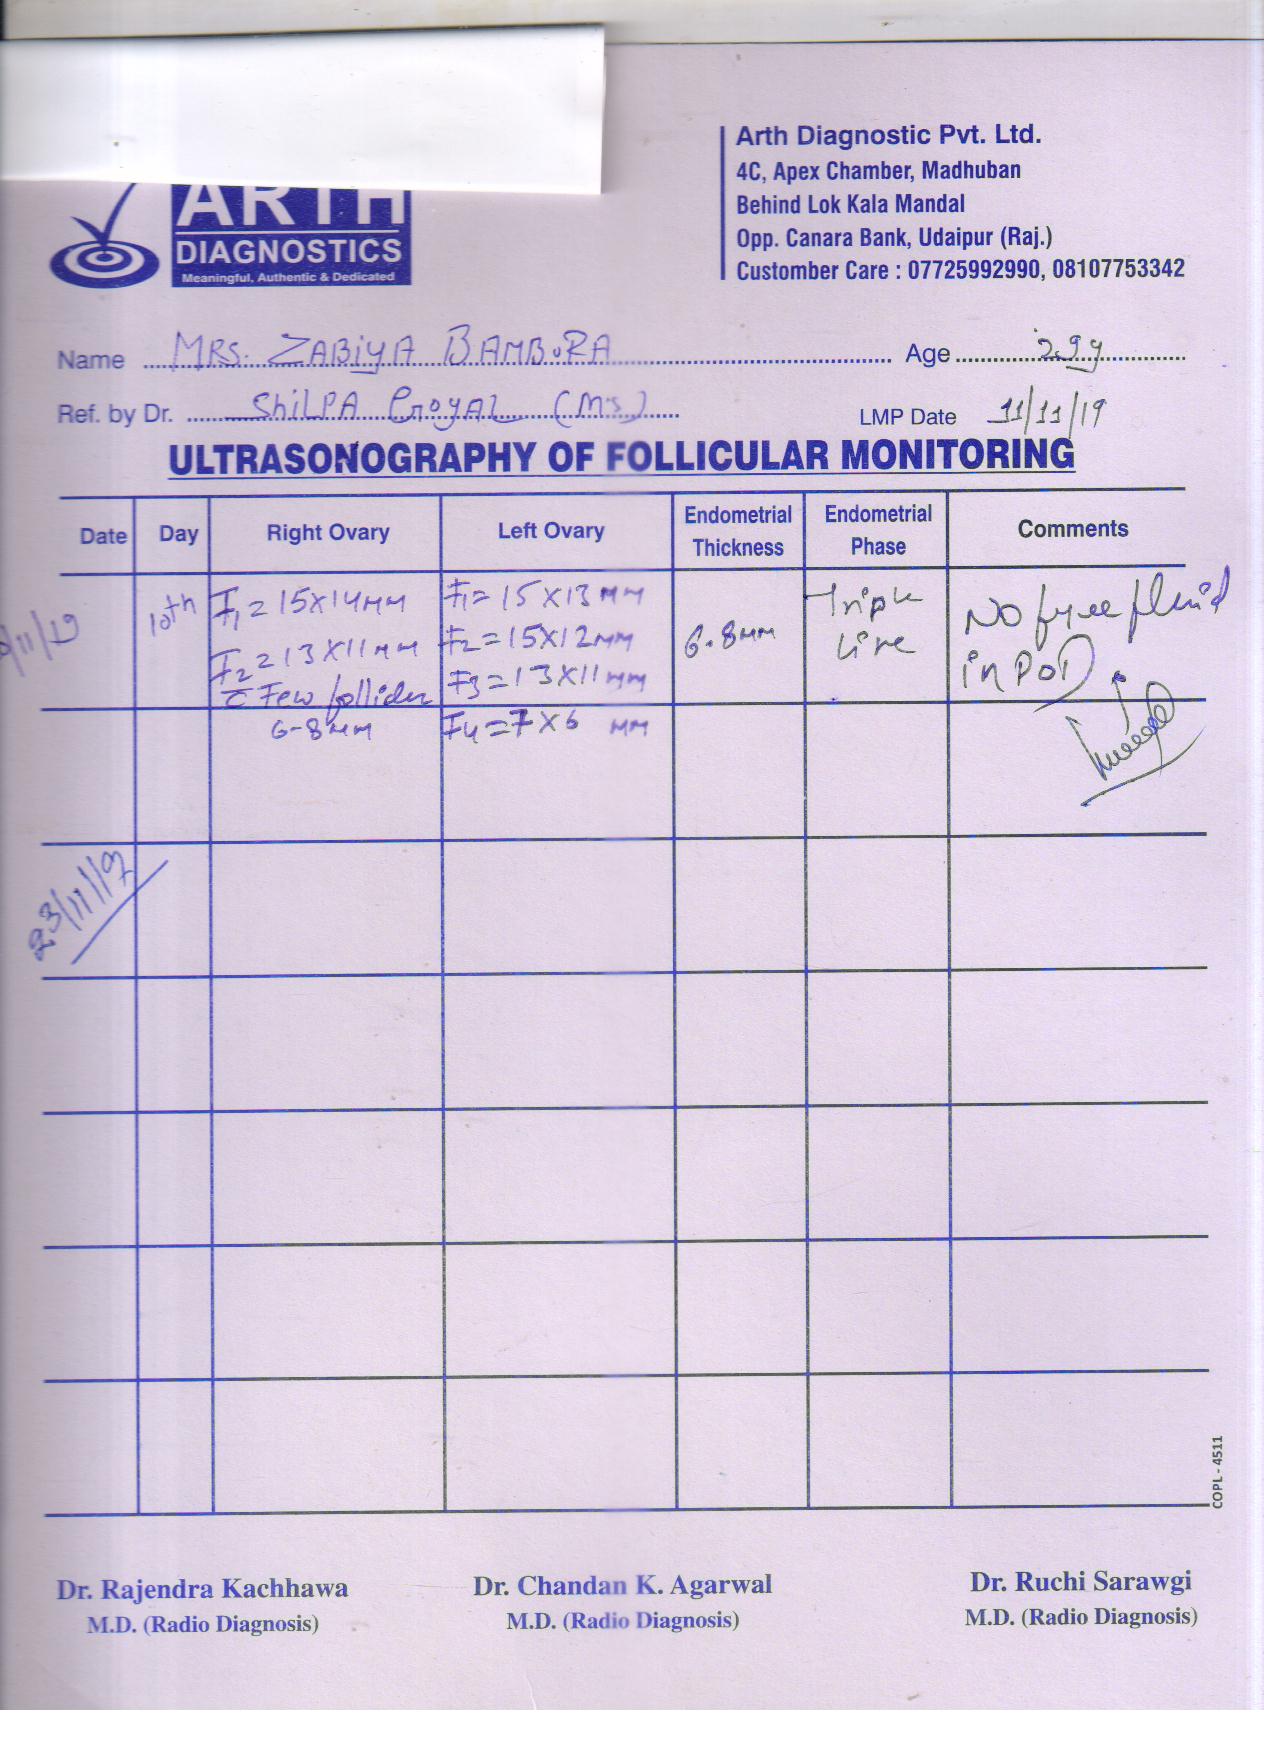 ARTH
DIAGNOSTICS
Meaningful, Authentic & Dedicated
Arth Diagnostic Pvt. Ltd.
4C, Apex Chamber, Madhuban
Behind Lok Kala Mandal
Opp. Canara Bank, Udaipur (Raj.)
Customber Care : 07725992990, 08107753342
Name MRS. ZABIYA BAMBORA Age 29y
Ref. by Dr. SHILPA GOYAL (MS) LMP Date 11/11/19
ULTRASONOGRAPHY OF FOLLICULAR MONITORING
Date Day Right Ovary Left Ovary Endometrial Thickness Endometrial Phase Comments
/11/19 10th F1 = 15X14MM F1 = 15X13MM 6.8MM Triple line No free fluid in POD
F2 = 13X11MM F2 = 15X12MM
c̄ Few follicles F3 = 13X11MM
6-8MM F4 = 7X6 MM
23/11/19
COPL - 4511
Dr. Rajendra Kachhawa
M.D. (Radio Diagnosis)
Dr. Chandan K. Agarwal
M.D. (Radio Diagnosis)
Dr. Ruchi Sarawgi
M.D. (Radio Diagnosis)